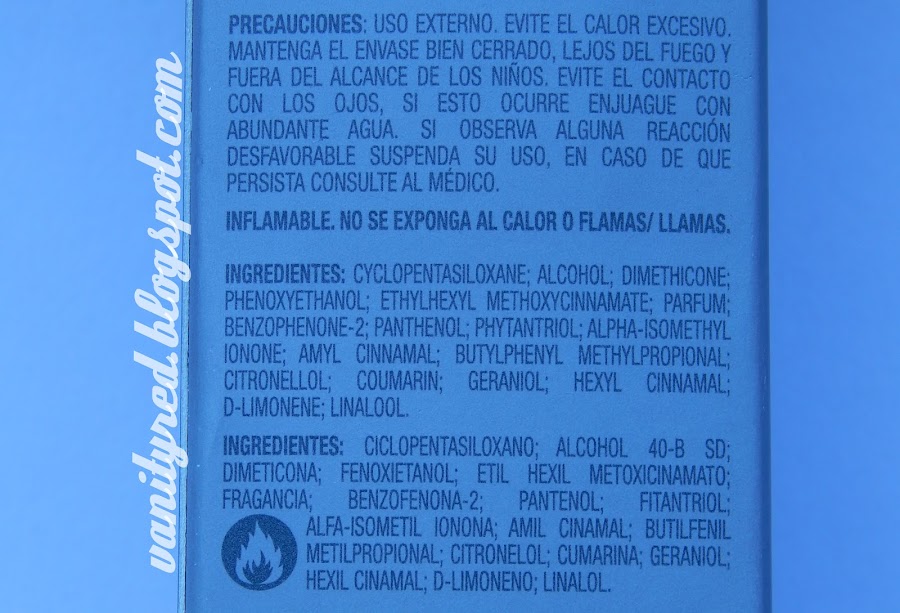 PRECAUCIONES: USO EXTERNO. EVITE EL CALOR EXCESIVO.
MANTENGA EL ENVASE BIEN CERRADO, LEJOS DEL FUEGO Y
FUERA DEL ALCANCE DE LOS NIÑOS. EVITE EL CONTACTO
CON LOS OJOS, SI ESTO OCURRE ENJUAGUE CON
ABUNDANTE AGUA. SI OBSERVA ALGUNA REACCIÓN
DESFAVORABLE SUSPENDA SU USO, EN CASO DE QUE
PERSISTA CONSULTE AL MÉDICO.
INFLAMABLE. NO SE EXPONGA AL CALOR O FLAMAS/ LLAMAS.
INGREDIENTES: CYCLOPENTASILOXANE; ALCOHOL; DIMETHICONE;
PHENOXYETHANOL; ETHYLHEXYL METHOXYCINNAMATE; PARFUM;
BENZOPHENONE-2; PANTHENOL; PHYTANTRIOL; ALPHA-ISOMETHYL
IONONE; AMYL CINNAMAL; BUTYLPHENYL METHYLPROPIONAL;
CITRONELLOL; COUMARIN; GERANIOL; HEXYL CINNAMAL;
D-LIMONENE; LINALOOL.
INGREDIENTES: CICLOPENTASILOXANO; ALCOHOL 40-B SD;
DIMETICONA; FENOXIETANOL; ETIL HEXIL METOXICINAMATO;
FRAGANCIA; BENZOFENONA-2; PANTENOL; FITANTRIOL;
ALFA-ISOMETIL IONONA; AMIL CINAMAL; BUTILFENIL
METILPROPIONAL; CITRONELOL; CUMARINA; GERANIOL;
HEXIL CINAMAL; D-LIMONENO; LINALOL.
vanityred.blogspot.com